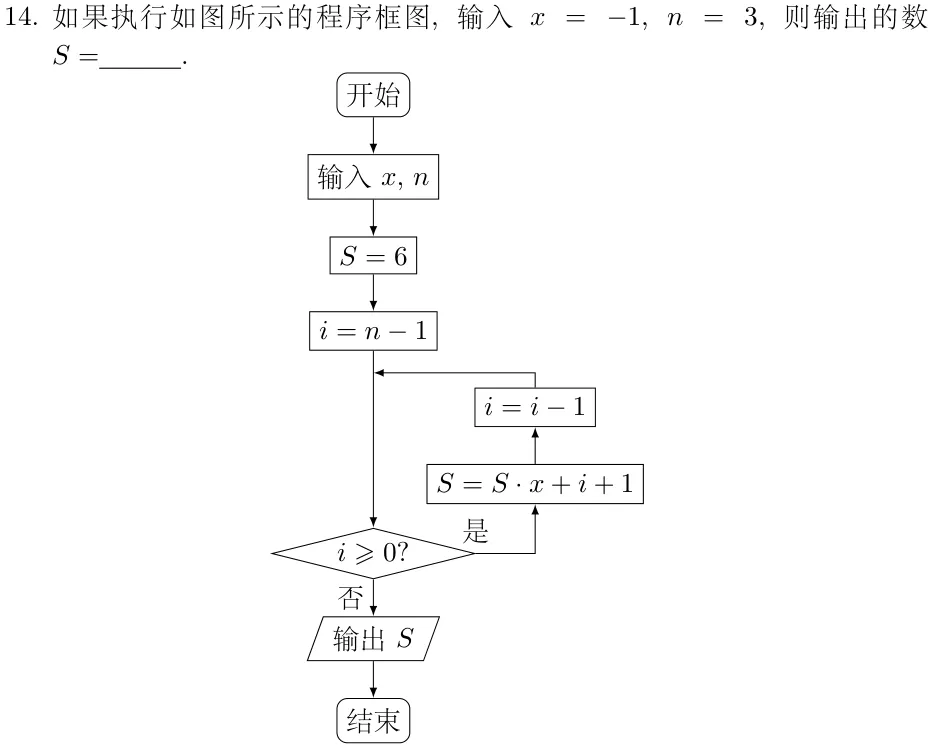 14. 如果执行如图所示的程序框图, 输入 x = −1, n = 3, 则输出的数
S =______.
开始
输入 x, n
S = 6
i = n − 1
i = i − 1
S = S · x + i + 1
是
i ⩾ 0?
否
输出 S
结束